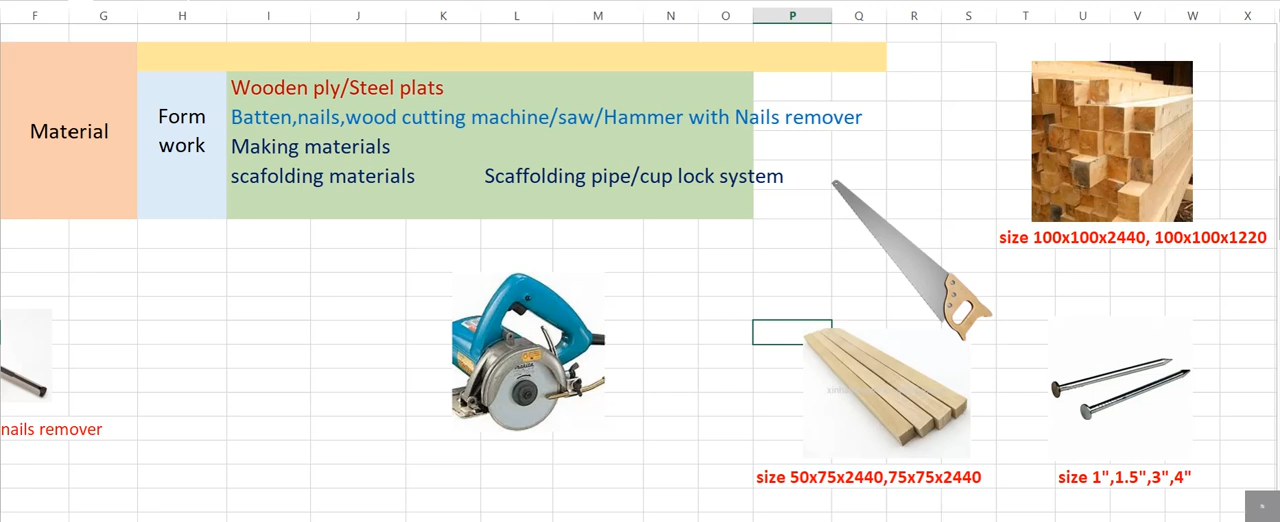 F G H I J K L M N O P Q R S T U V W X
Material
Form
work
Wooden ply/Steel plats
Batten,nails,wood cutting machine/saw/Hammer with Nails remover
Making materials
scafolding materials Scaffolding pipe/cup lock system
size 100x100x2440, 100x100x1220
nails remover
size 50x75x2440,75x75x2440
size 1",1.5",3",4"